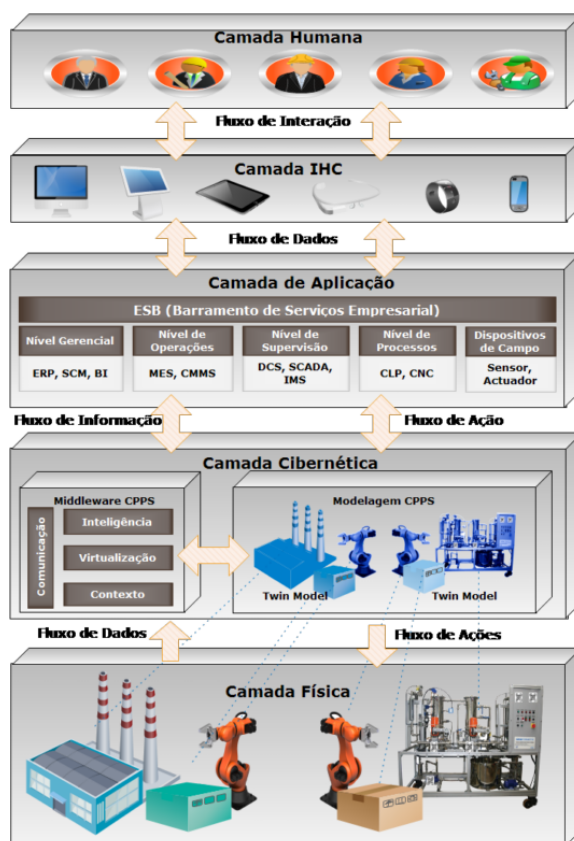 Camada Humana
Fluxo de Interação
Camada IHC
Fluxo de Dados
Camada de Aplicação
ESB (Barramento de Serviços Empresarial)
Nível Gerencial
ERP, SCM, BI
Nível de
Operações
MES, CMMS
Nível de
Supervisão
DCS, SCADA,
IMS
Nível de
Processos
CLP, CNC
Dispositivos
de Campo
Sensor,
Actuador
Fluxo de Informação
Fluxo de Ação
Camada Cibernética
Middleware CPPS
Comunicação
Inteligência
Virtualização
Contexto
Modelagem CPPS
Twin Model
Twin Model
Fluxo de Dados
Fluxo de Ações
Camada Física